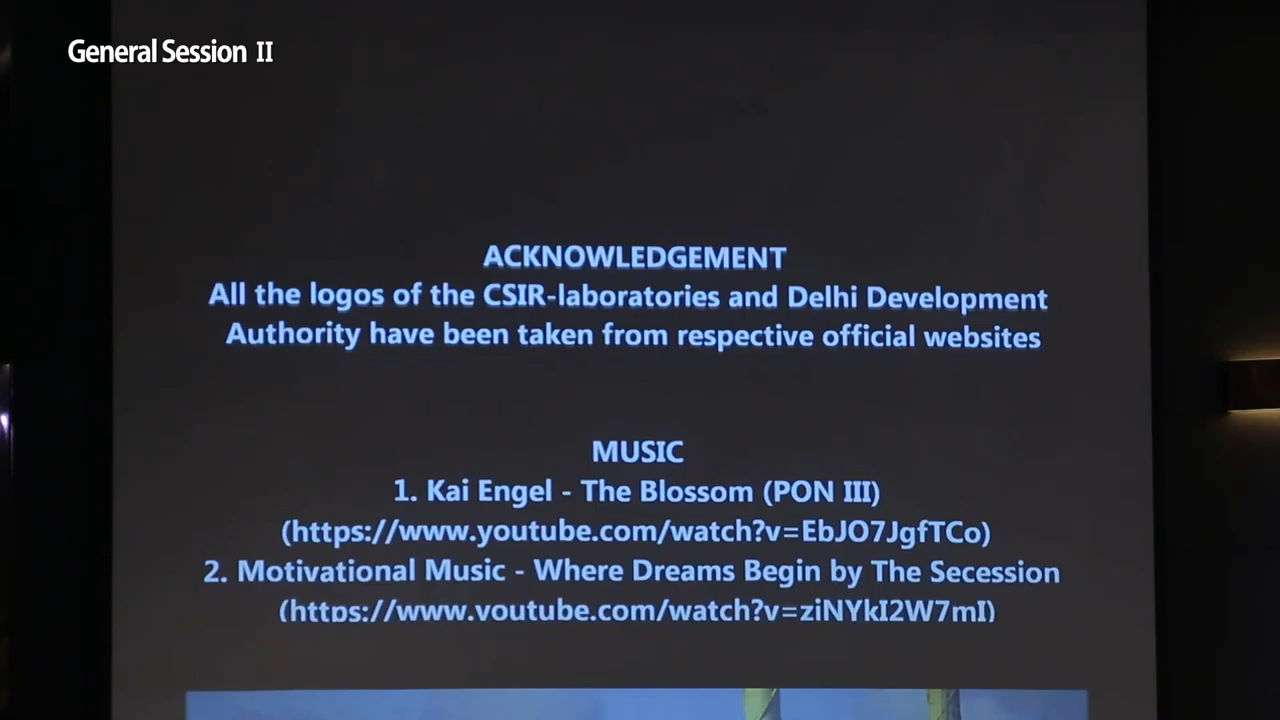 General Session II
ACKNOWLEDGEMENT
All the logos of the CSIR-laboratories and Delhi Development
Authority have been taken from respective official websites
MUSIC
1. Kai Engel - The Blossom (PON III)
(https://www.youtube.com/watch?v=EbJO7JgfTCo)
2. Motivational Music - Where Dreams Begin by The Secession
(https://www.youtube.com/watch?v=ziNYkI2W7mI)